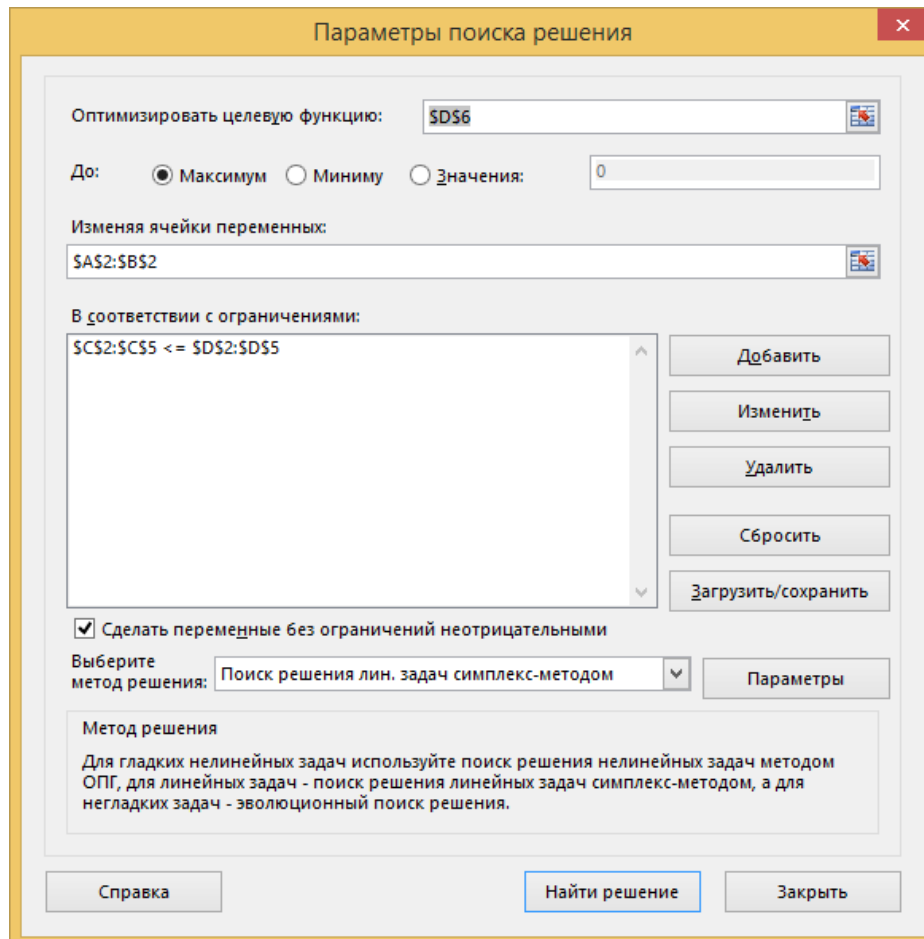 Параметры поиска решения
Оптимизировать целевую функцию: $D$6
До: Максимум Миниму Значения: 0
Изменяя ячейки переменных:
$A$2:$B$2
В соответствии с ограничениями:
$C$2:$C$5 <= $D$2:$D$5
Добавить
Изменить
Удалить
Сбросить
Загрузить/сохранить
Сделать переменные без ограничений неотрицательными
Выберите
метод решения: Поиск решения лин. задач симплекс-методом Параметры
Метод решения
Для гладких нелинейных задач используйте поиск решения нелинейных задач методом
ОПГ, для линейных задач - поиск решения линейных задач симплекс-методом, а для
негладких задач - эволюционный поиск решения.
Справка Найти решение Закрыть